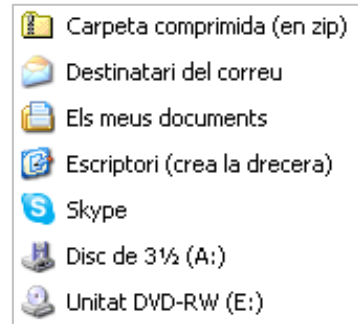 Carpeta comprimida (en zip)
Destinatari del correu
Els meus documents
Escriptori (crea la drecera)
Skype
Disc de 3½ (A:)
Unitat DVD-RW (E:)